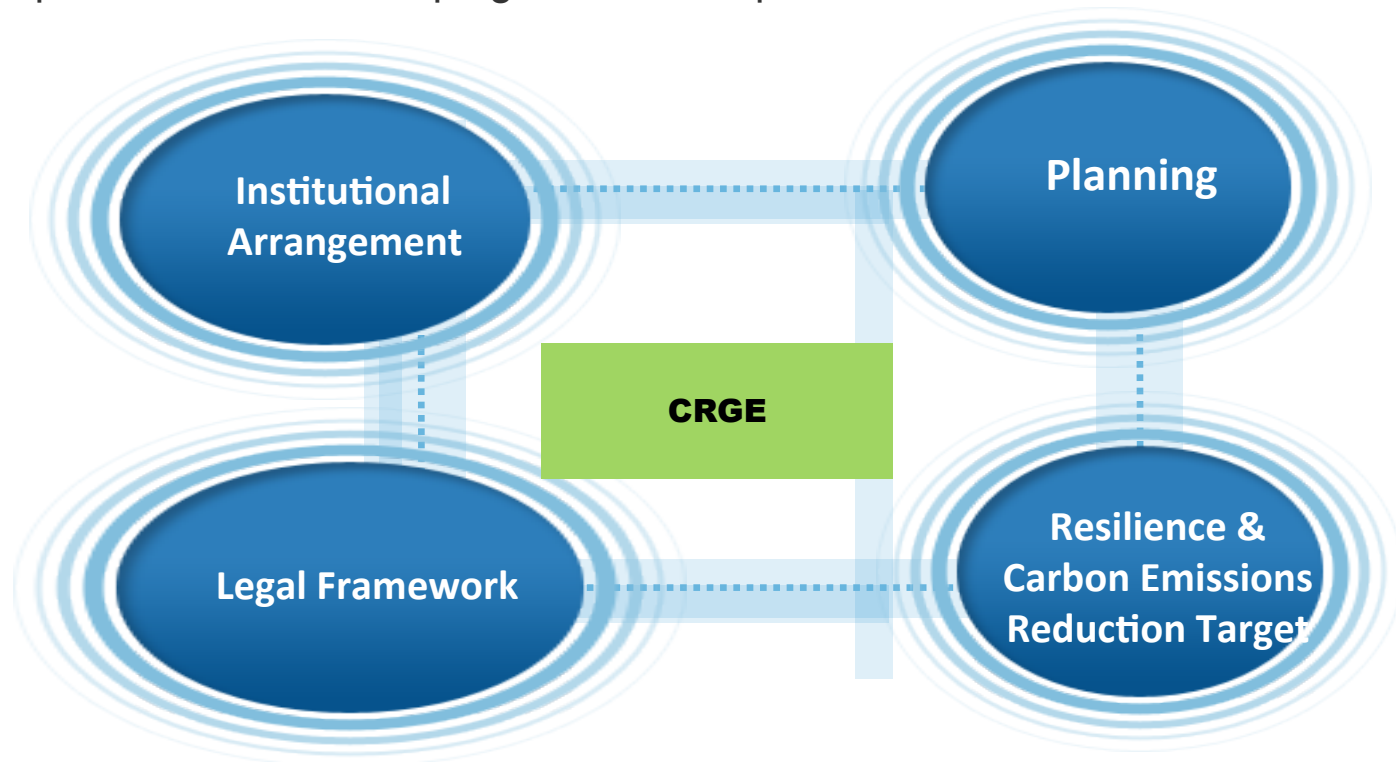 Institutional
Arrangement
Planning
CRGE
Legal Framework
Resilience &
Carbon Emissions
Reduction Target